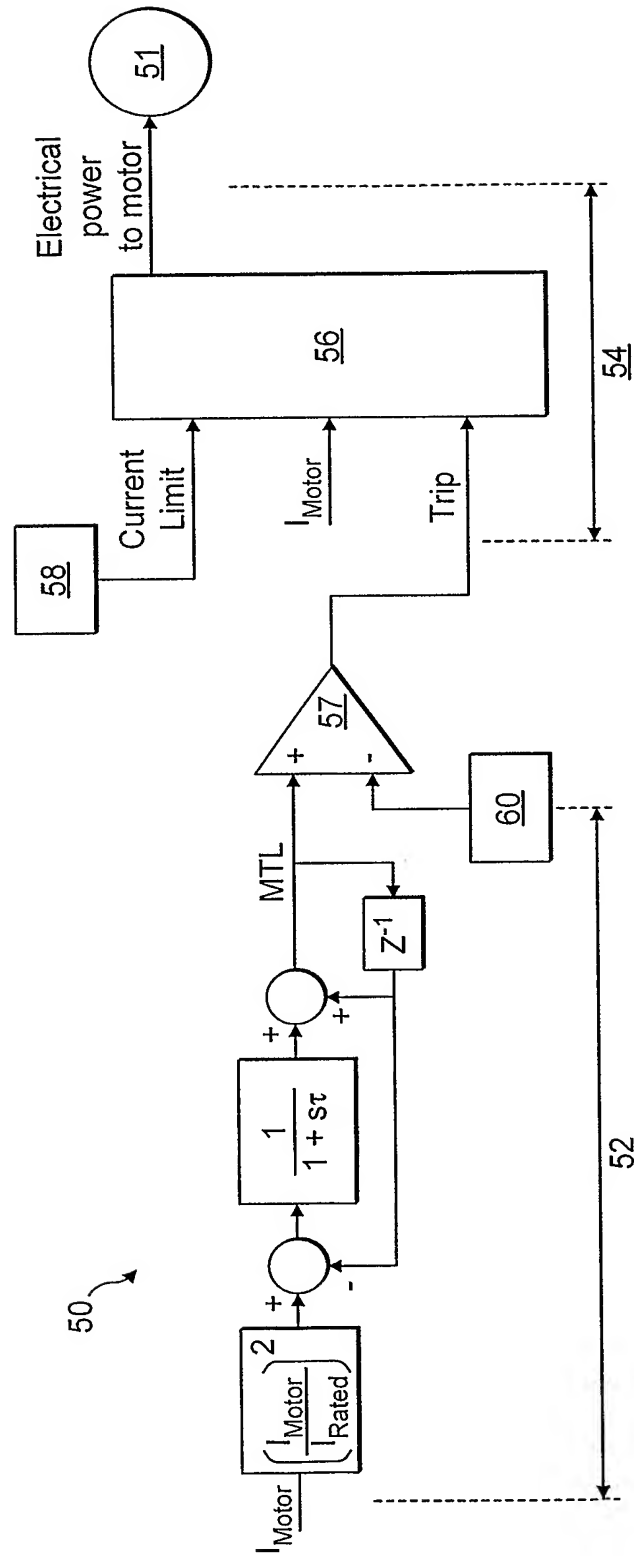 50
I_Motor
(I_Motor / I_Rated)^2
+
-
1
1 + sτ
+
+
Z^-1
MTL
+
-
57
60
52
58
Current
Limit
I_Motor
Trip
56
54
Electrical
power
to motor
51